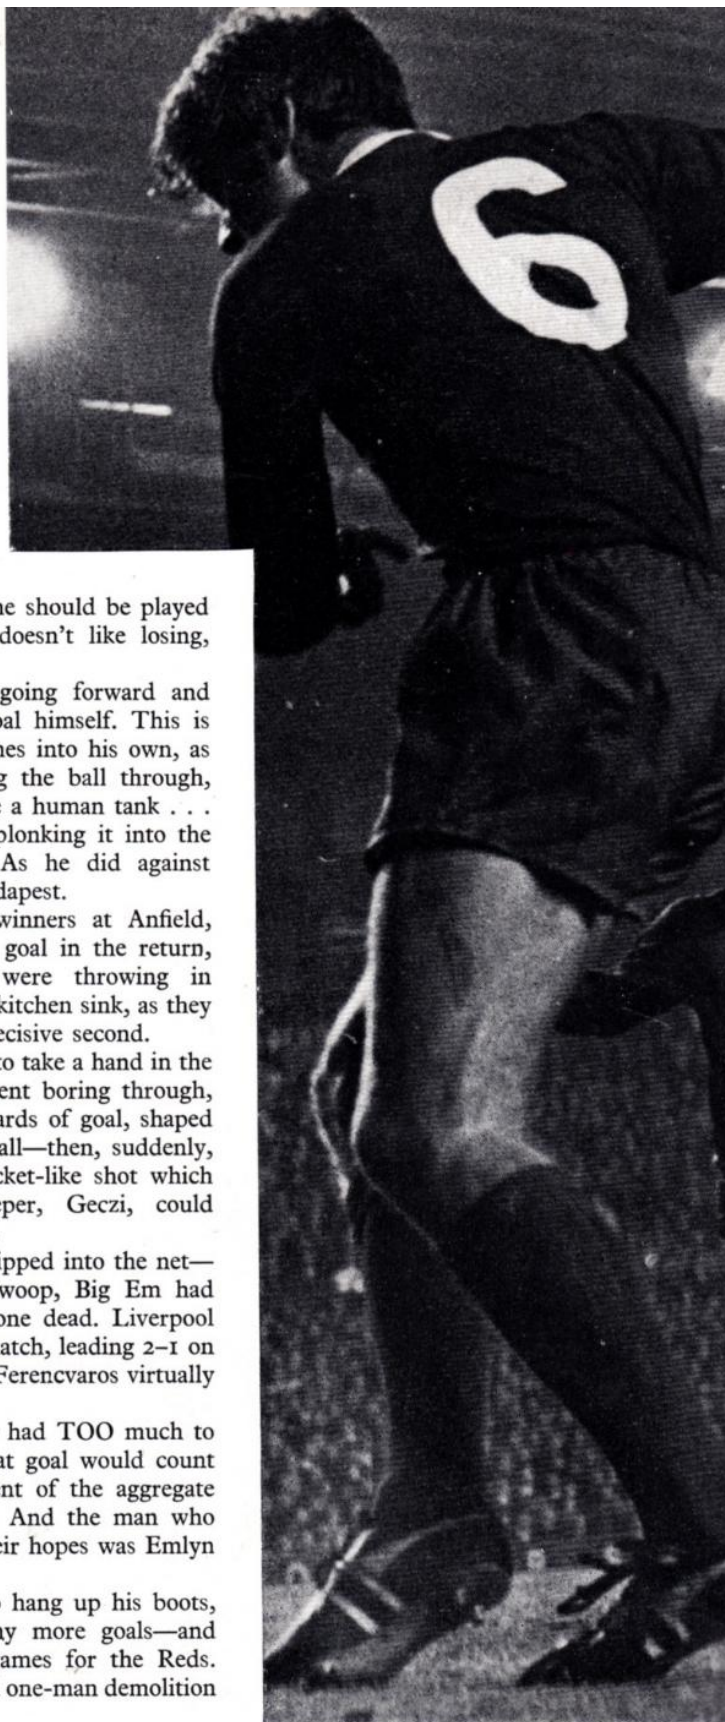 6
he should be played
doesn't like losing,
going forward and
oal himself. This is
nes into his own, as
g the ball through,
e a human tank . . .
plonking it into the
As he did against
dapest.
winners at Anfield,
goal in the return,
were throwing in
kitchen sink, as they
ecisive second.
to take a hand in the
ent boring through,
ards of goal, shaped
all—then, suddenly,
cket-like shot which
per, Geczi, could
ipped into the net—
woop, Big Em had
one dead. Liverpool
atch, leading 2–1 on
Ferencvaros virtually
had TOO much to
at goal would count
nt of the aggregate
And the man who
eir hopes was Emlyn
hang up his boots,
ny more goals—and
ames for the Reds.
one-man demolition